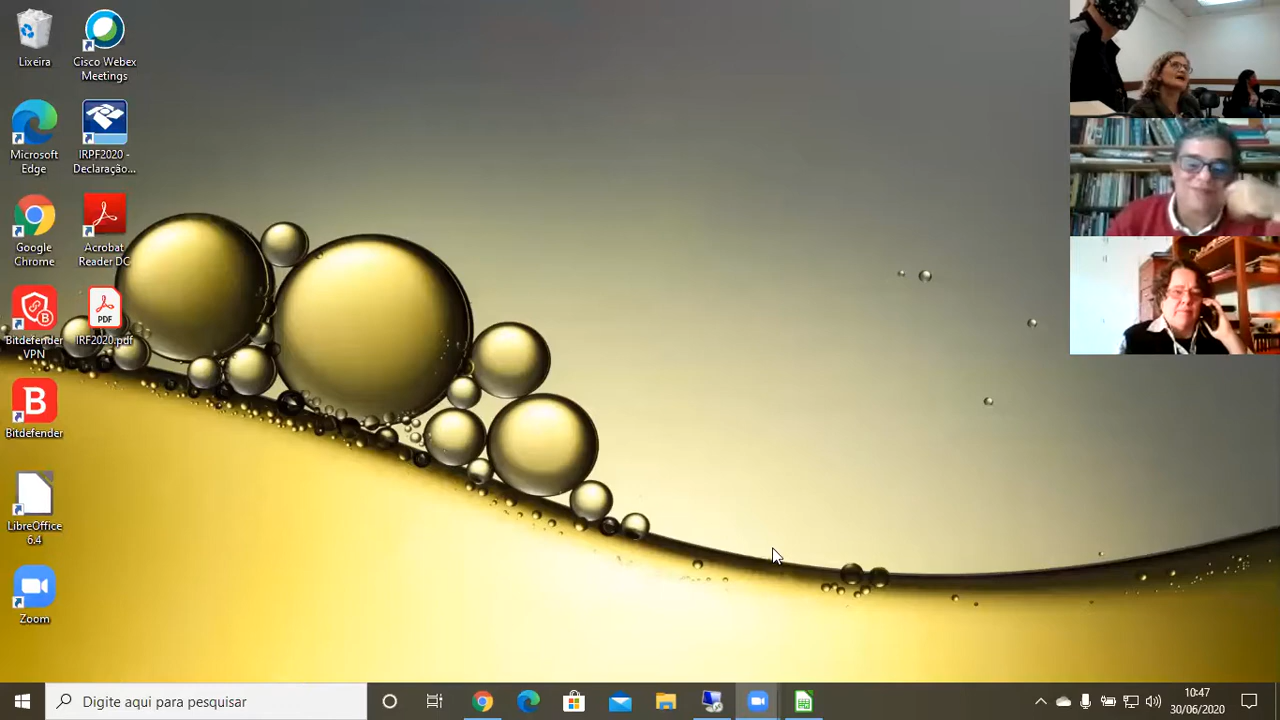 Lixeira
Cisco Webex
Meetings
Microsoft
Edge
IRPF2020 -
Declaração...
Google
Chrome
Acrobat
Reader DC
Bitdefender
VPN
PDF
IRF2020.pdf
B
Bitdefender
LibreOffice
6.4
Zoom
Digite aqui para pesquisar
10:47
30/06/2020